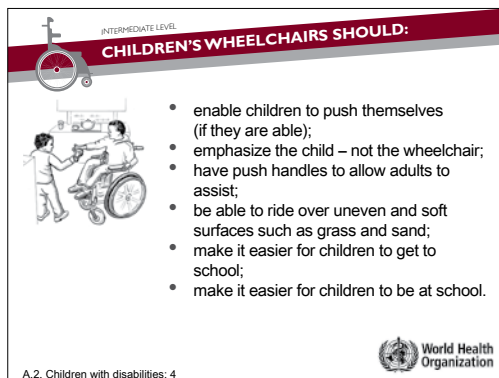 INTERMEDIATE LEVEL
CHILDREN'S WHEELCHAIRS SHOULD:
• enable children to push themselves
(if they are able);
• emphasize the child – not the wheelchair;
• have push handles to allow adults to
assist;
• be able to ride over uneven and soft
surfaces such as grass and sand;
• make it easier for children to get to
school;
• make it easier for children to be at school.
World Health
Organization
A.2. Children with disabilities: 4